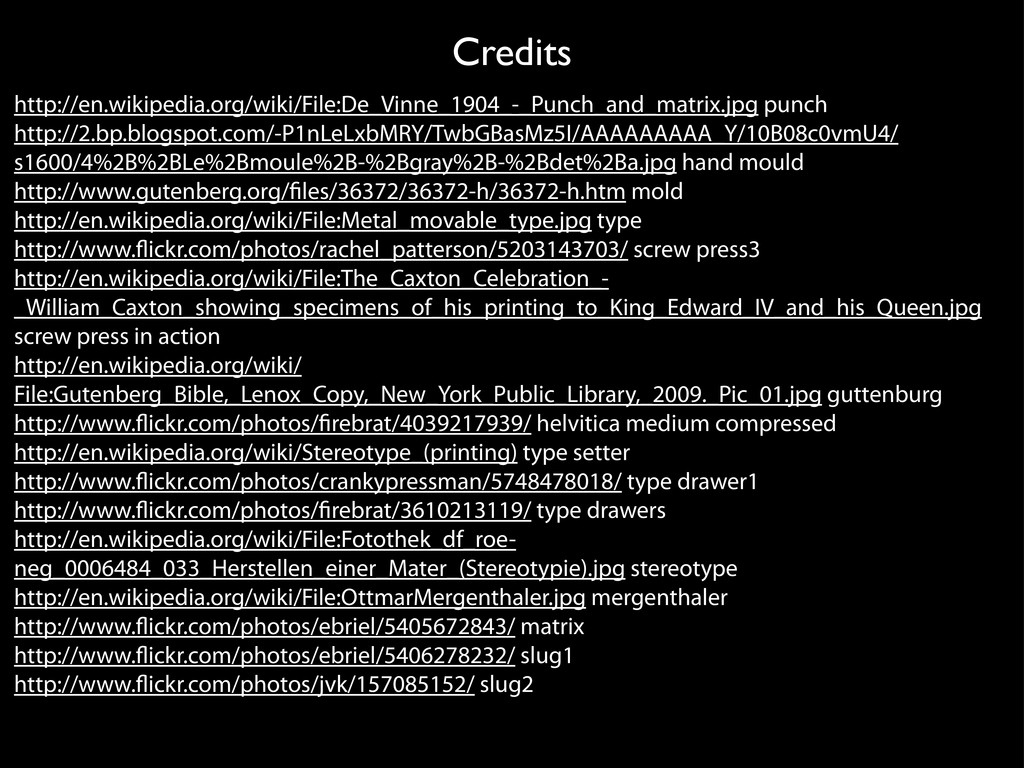 Credits
http://en.wikipedia.org/wiki/File:De_Vinne_1904_-_Punch_and_matrix.jpg punch
http://2.bp.blogspot.com/-P1nLeLxbMRY/TwbGBasMz5I/AAAAAAAAA_Y/10B08c0vmU4/
s1600/4%2B%2BLe%2Bmoule%2B-%2Bgray%2B-%2Bdet%2Ba.jpg hand mould
http://www.gutenberg.org/files/36372/36372-h/36372-h.htm mold
http://en.wikipedia.org/wiki/File:Metal_movable_type.jpg type
http://www.flickr.com/photos/rachel_patterson/5203143703/ screw press3
http://en.wikipedia.org/wiki/File:The_Caxton_Celebration_-
_William_Caxton_showing_specimens_of_his_printing_to_King_Edward_IV_and_his_Queen.jpg
screw press in action
http://en.wikipedia.org/wiki/
File:Gutenberg_Bible,_Lenox_Copy,_New_York_Public_Library,_2009._Pic_01.jpg guttenburg
http://www.flickr.com/photos/firebrat/4039217939/ helvitica medium compressed
http://en.wikipedia.org/wiki/Stereotype_(printing) type setter
http://www.flickr.com/photos/crankypressman/5748478018/ type drawer1
http://www.flickr.com/photos/firebrat/3610213119/ type drawers
http://en.wikipedia.org/wiki/File:Fotothek_df_roe-
neg_0006484_033_Herstellen_einer_Mater_(Stereotypie).jpg stereotype
http://en.wikipedia.org/wiki/File:OttmarMergenthaler.jpg mergenthaler
http://www.flickr.com/photos/ebriel/5405672843/ matrix
http://www.flickr.com/photos/ebriel/5406278232/ slug1
http://www.flickr.com/photos/jvk/157085152/ slug2